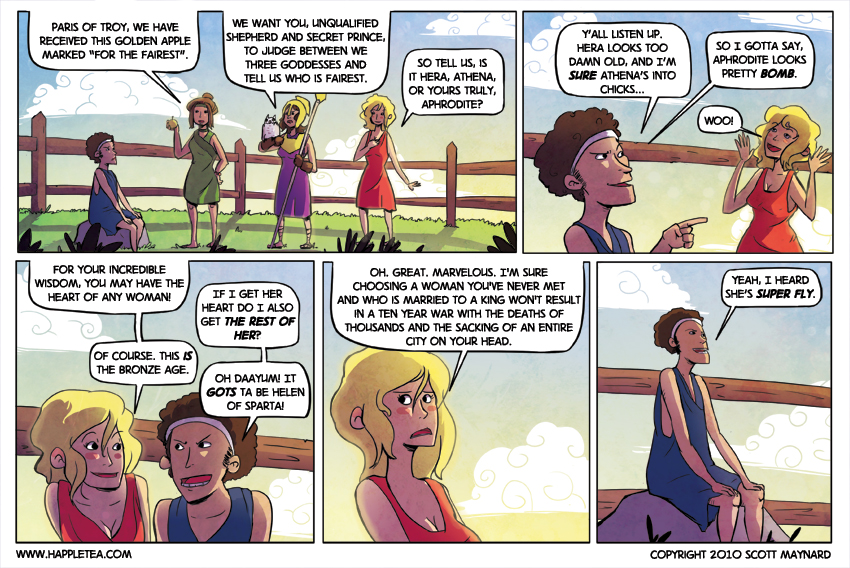 PARIS OF TROY, WE HAVE
RECEIVED THIS GOLDEN APPLE
MARKED "FOR THE FAIREST".
WE WANT YOU, UNQUALIFIED
SHEPHERD AND SECRET PRINCE,
TO JUDGE BETWEEN WE
THREE GODDESSES AND
TELL US WHO IS FAIREST.
SO TELL US, IS
IT HERA, ATHENA,
OR YOURS TRULY,
APHRODITE?
Y'ALL LISTEN UP.
HERA LOOKS TOO
DAMN OLD, AND I'M
SURE ATHENA'S INTO
CHICKS...
SO I GOTTA SAY,
APHRODITE LOOKS
PRETTY BOMB.
WOO!
FOR YOUR INCREDIBLE
WISDOM, YOU MAY HAVE THE
HEART OF ANY WOMAN!
IF I GET HER
HEART DO I ALSO
GET THE REST OF
HER?
OF COURSE. THIS IS
THE BRONZE AGE.
OH DAAYUM! IT
GOTS TA BE HELEN
OF SPARTA!
OH. GREAT. MARVELOUS. I'M SURE
CHOOSING A WOMAN YOU'VE NEVER MET
AND WHO IS MARRIED TO A KING WON'T RESULT
IN A TEN YEAR WAR WITH THE DEATHS OF
THOUSANDS AND THE SACKING OF AN ENTIRE
CITY ON YOUR HEAD.
YEAH, I HEARD
SHE'S SUPER FLY.
WWW.HAPPLETEA.COM
COPYRIGHT 2010 SCOTT MAYNARD